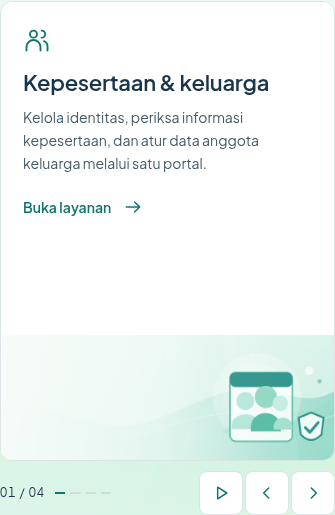 Kepesertaan & keluarga
Kelola identitas, periksa informasi
kepesertaan, dan atur data anggota
keluarga melalui satu portal.
Buka layanan
01 / 04